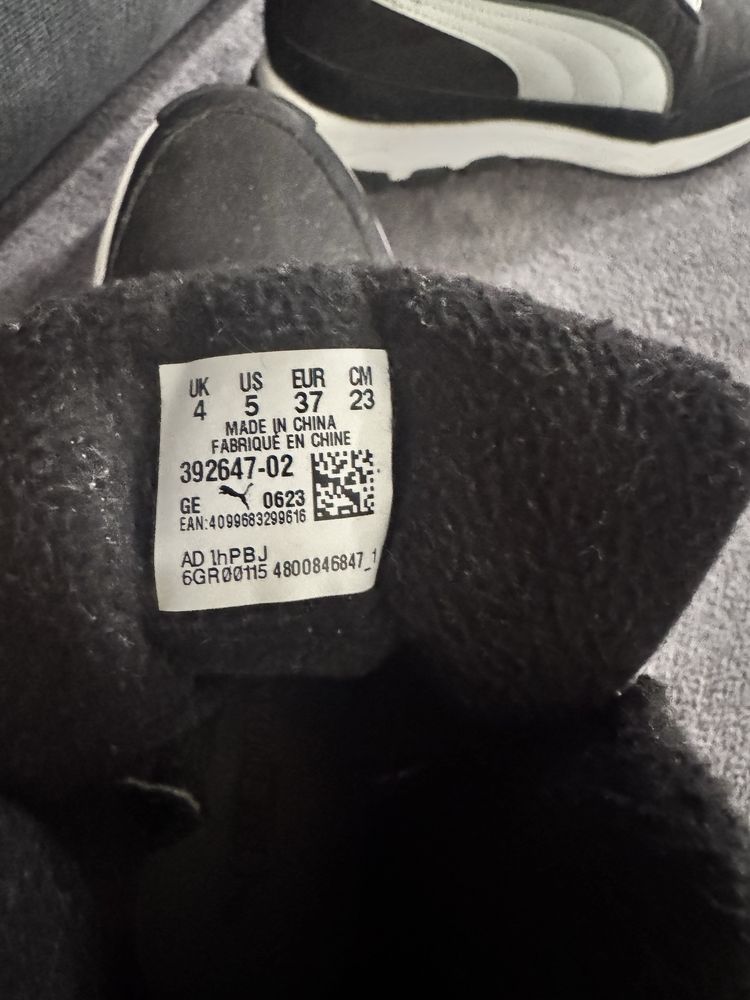 UK US EUR CM
4 5 37 23
MADE IN CHINA
FABRIQUÉ EN CHINE
392647-02
GE 0623
EAN:4099683299616
AD 1hPBJ
6GR00115 4800846847_1